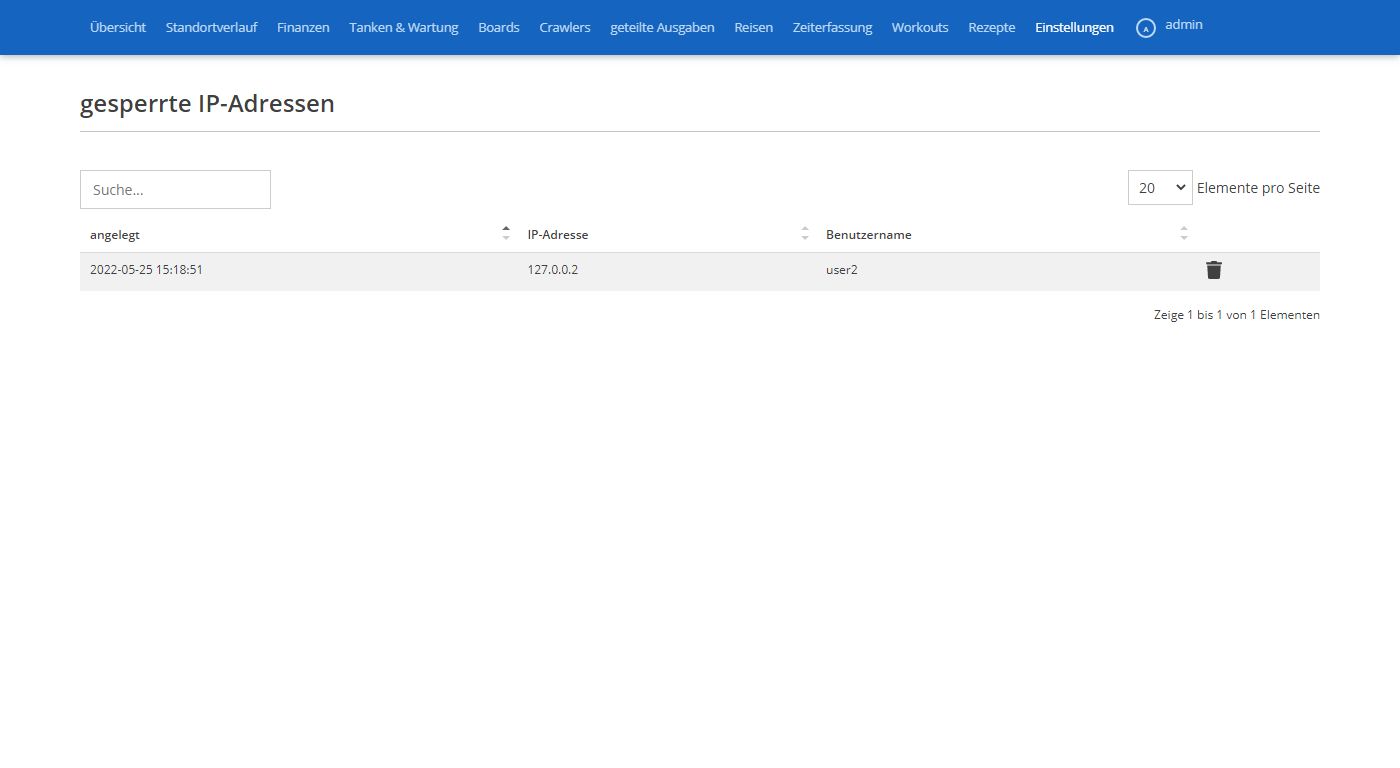 Übersicht Standortverlauf Finanzen Tanken & Wartung Boards Crawlers geteilte Ausgaben Reisen Zeiterfassung Workouts Rezepte Einstellungen A admin
gesperrte IP-Adressen
Suche... 20 Elemente pro Seite
angelegt IP-Adresse Benutzername
2022-05-25 15:18:51 127.0.0.2 user2
Zeige 1 bis 1 von 1 Elementen